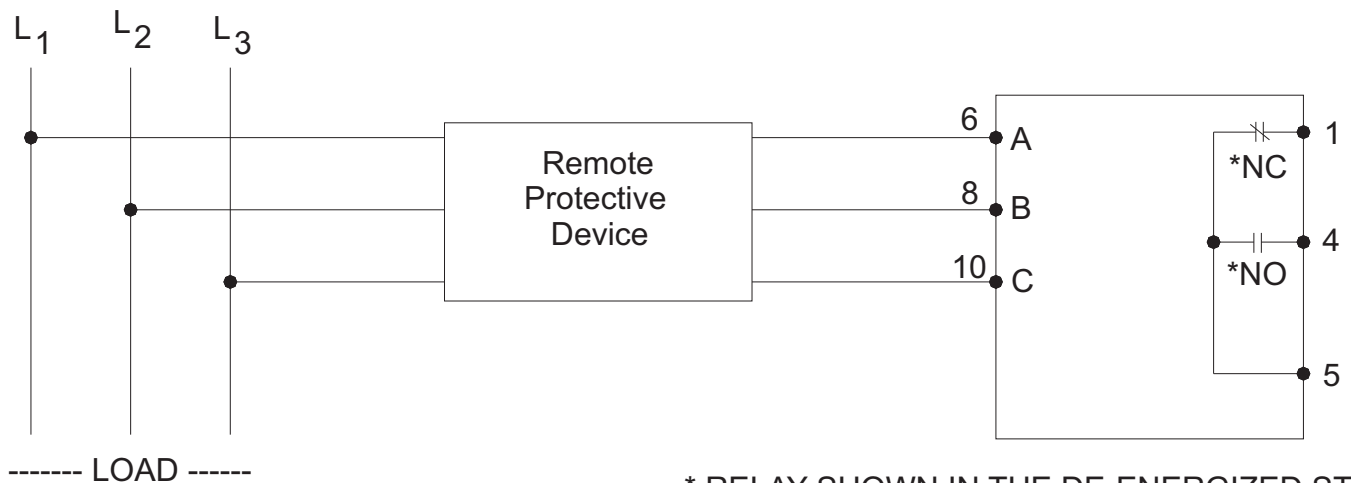 L1 L2 L3
Remote
Protective
Device
6 A
8 B
10 C
1
*NC
4
*NO
5
------- LOAD ------
* RELAY SHOWN IN THE DE-ENERGIZED